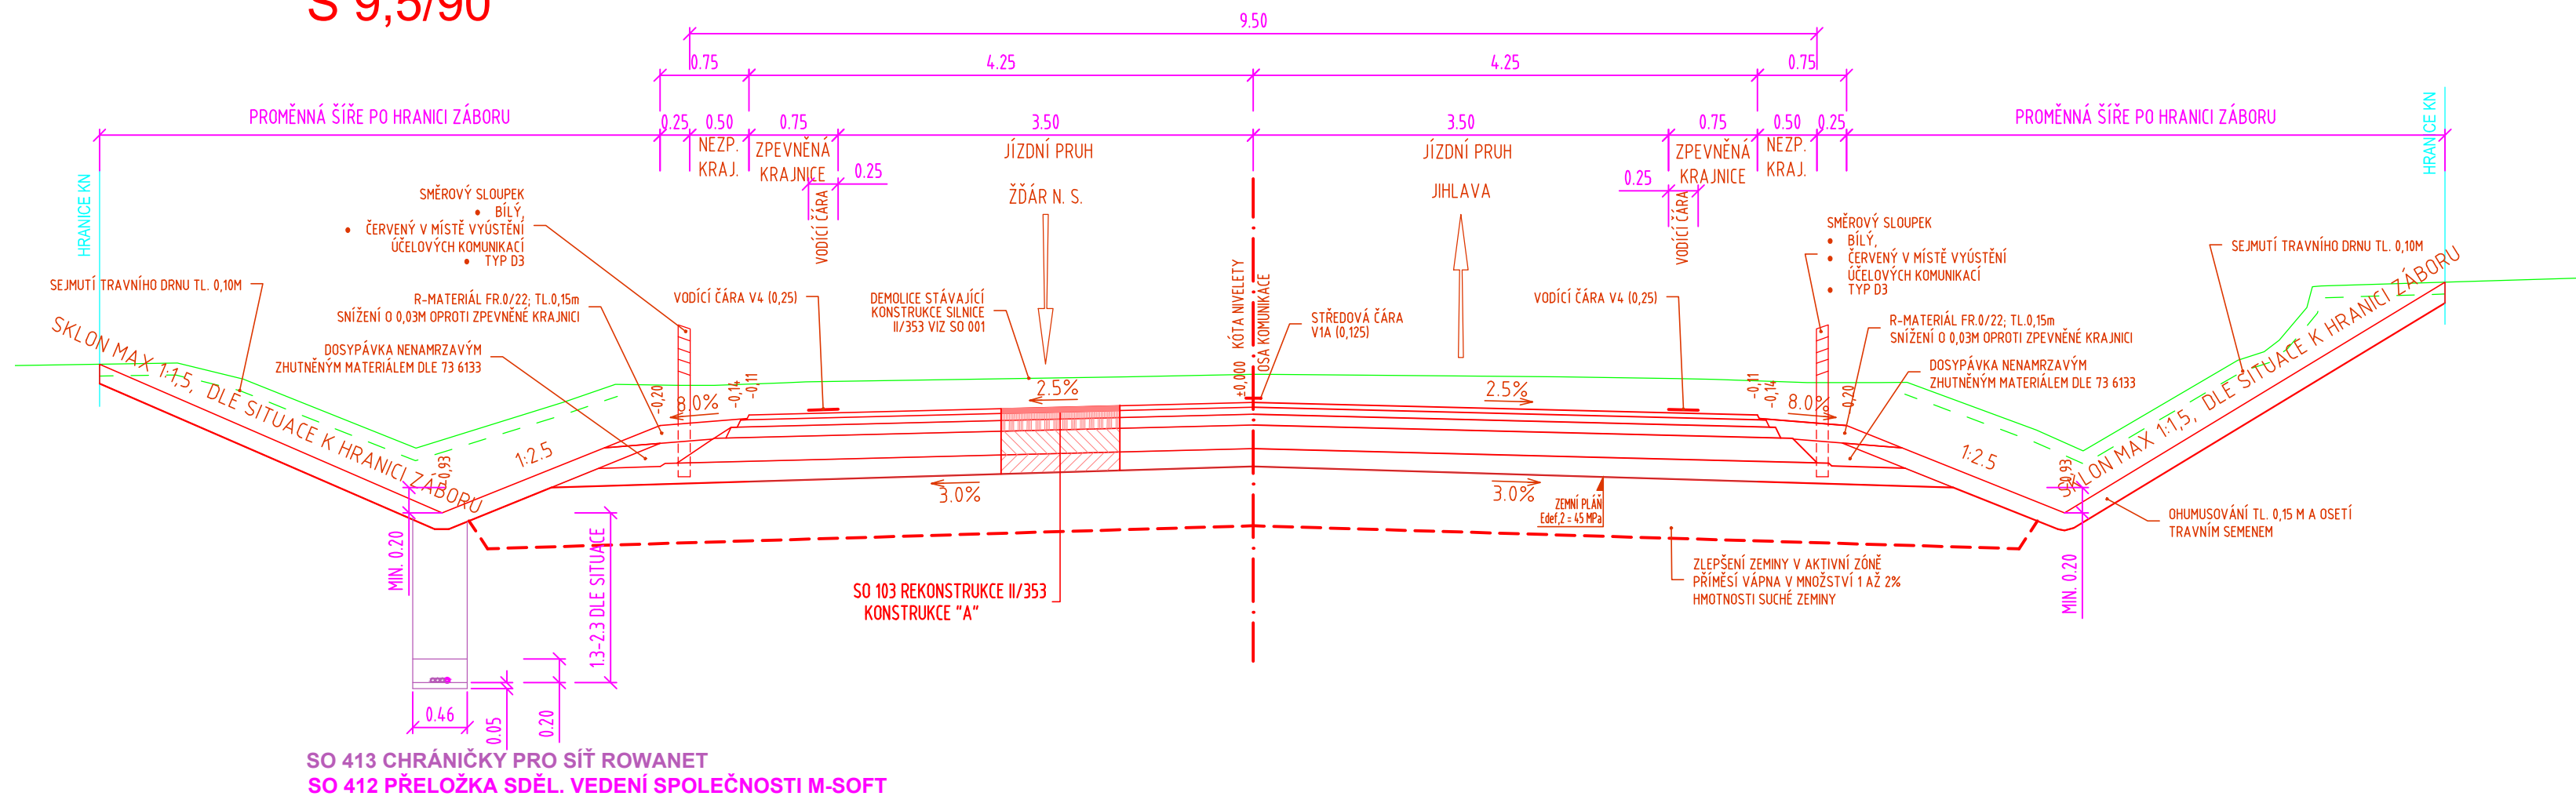 S 9,5/90
9.50
0.75
4.25
4.25
0.75
PROMĚNNÁ ŠÍŘE PO HRANICI ZÁBORU
0.25
0.50
0.75
3.50
3.50
0.75
0.50
0.25
PROMĚNNÁ ŠÍŘE PO HRANICI ZÁBORU
HRANICE KN
NEZP.
KRAJ.
ZPEVNĚNÁ
KRAJNICE
0.25
VODÍCÍ ČÁRA
JÍZDNÍ PRUH
ŽĎÁR N. S.
JÍZDNÍ PRUH
JIHLAVA
0.25
VODÍCÍ ČÁRA
ZPEVNĚNÁ
KRAJNICE
NEZP.
KRAJ.
HRANICE KN
SMĚROVÝ SLOUPEK
• BÍLÝ,
• ČERVENÝ V MÍSTĚ VYÚSTĚNÍ
ÚČELOVÝCH KOMUNIKACÍ
• TYP D3
SMĚROVÝ SLOUPEK
• BÍLÝ,
• ČERVENÝ V MÍSTĚ VYÚSTĚNÍ
ÚČELOVÝCH KOMUNIKACÍ
• TYP D3
SEJMUTÍ TRAVNÍHO DRNU TL. 0,10M
SEJMUTÍ TRAVNÍHO DRNU TL. 0,10M
R-MATERIÁL FR.0/22; TL.0,15m
SNÍŽENÍ O 0,03M OPROTI ZPEVNĚNÉ KRAJNICI
DOSYPÁVKA NENAMRZAVÝM
ZHUTNĚNÝM MATERIÁLEM DLE 73 6133
VODÍCÍ ČÁRA V4 (0,25)
DEMOLICE STÁVAJÍCÍ
KONSTRUKCE SILNICE
II/353 VIZ SO 001
±0,000 KÓTA NIVELETY
OSA KOMUNIKACE
STŘEDOVÁ ČÁRA
V1A (0,125)
VODÍCÍ ČÁRA V4 (0,25)
R-MATERIÁL FR.0/22; TL.0,15m
SNÍŽENÍ O 0,03M OPROTI ZPEVNĚNÉ KRAJNICI
DOSYPÁVKA NENAMRZAVÝM
ZHUTNĚNÝM MATERIÁLEM DLE 73 6133
SKLON MAX 1:1,5, DLE SITUACE K HRANICI ZÁBORU
SKLON MAX 1:1,5, DLE SITUACE K HRANICI ZÁBORU
-0,20
8.0%
-0,14
-0,11
2.5%
2.5%
-0,11
-0,14
8.0%
0,20
1:2.5
1:2.5
-0,93
3.0%
3.0%
ZEMNÍ PLÁŇ
Edef,2 = 45 MPa
MIN. 0.20
1.3-2.3 DLE SITUACE
SO 103 REKONSTRUKCE II/353
KONSTRUKCE "A"
ZLEPŠENÍ ZEMINY V AKTIVNÍ ZÓNĚ
PŘÍMĚSÍ VÁPNA V MNOŽSTVÍ 1 AŽ 2%
HMOTNOSTI SUCHÉ ZEMINY
MIN. 0.20
OHUMUSOVÁNÍ TL. 0,15 M A OSETÍ
TRAVNÍM SEMENEM
0.46
0.05
0.20
SO 413 CHRÁNIČKY PRO SÍŤ ROWANET
SO 412 PŘELOŽKA SDĚL. VEDENÍ SPOLEČNOSTI M-SOFT